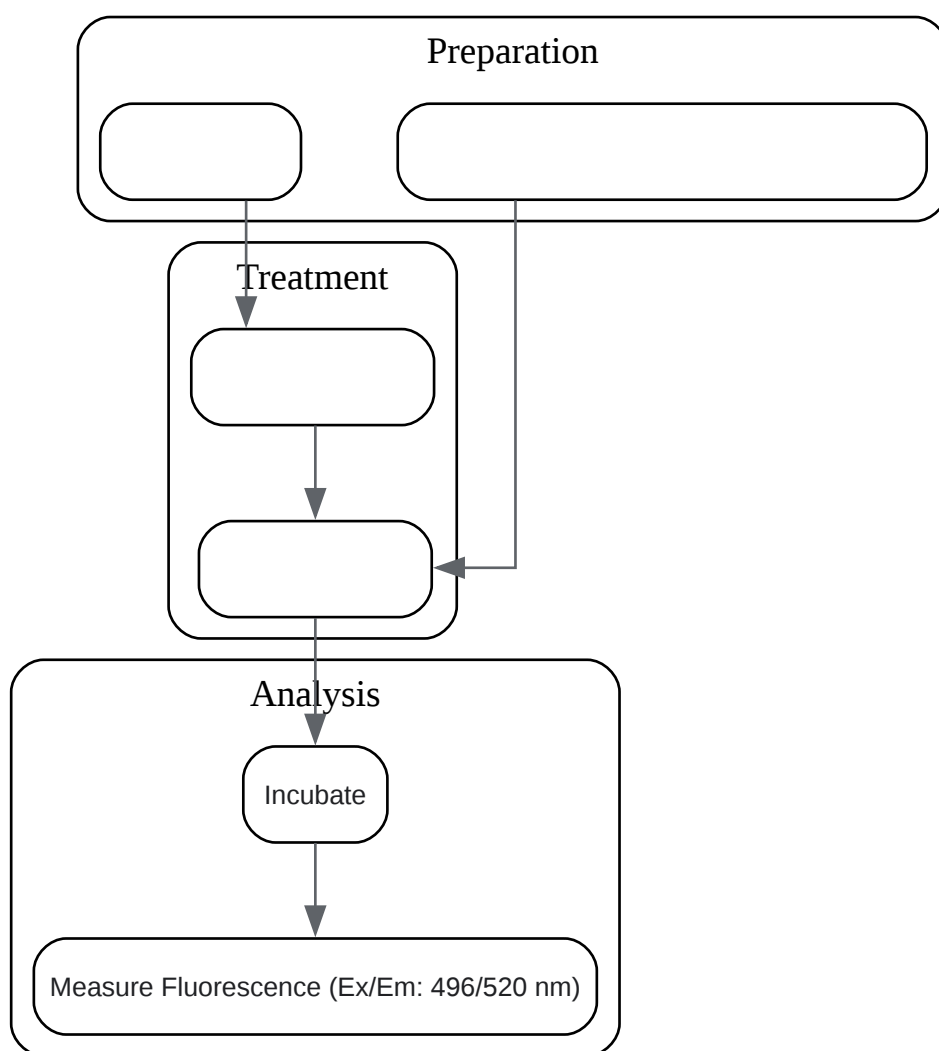 Preparation
Treatment
Analysis
Incubate
Measure Fluorescence (Ex/Em: 496/520 nm)